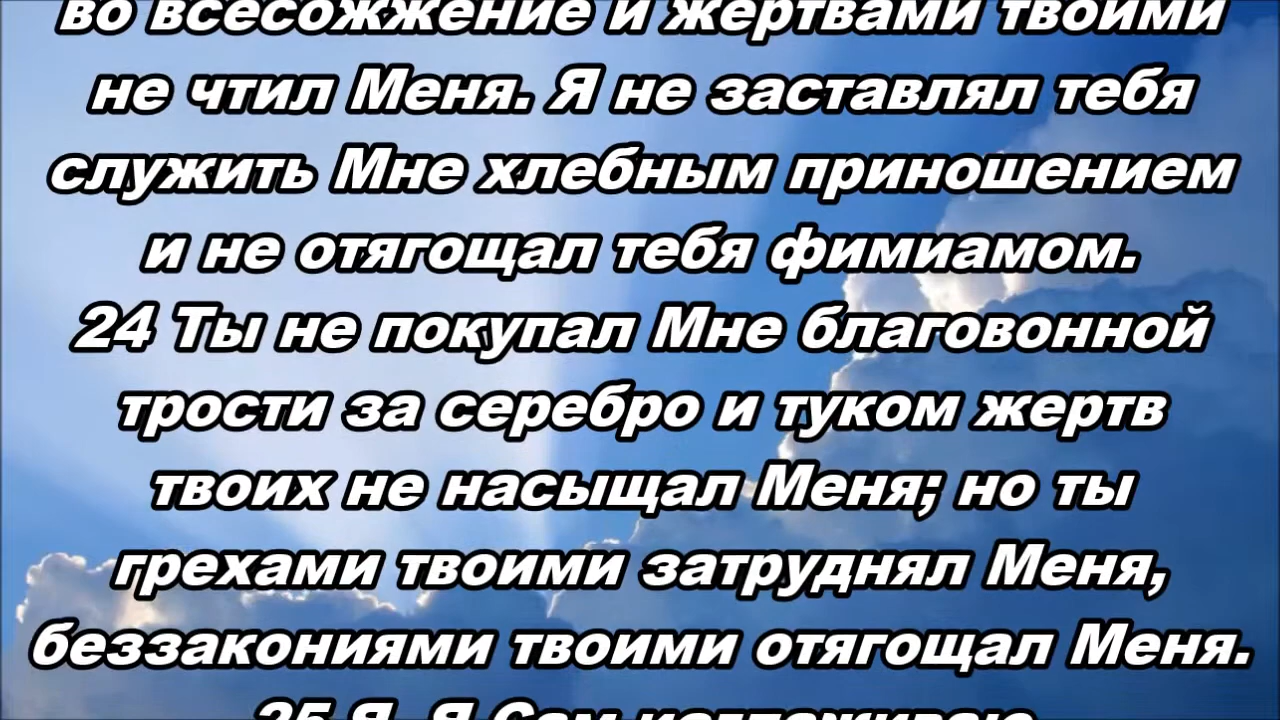 во всесожжение и жертвами твоими
не чтил Меня. Я не заставлял тебя
служить Мне хлебным приношением
и не отягощал тебя фимиамом.
24 Ты не покупал Мне благовонной
трости за серебро и туком жертв
твоих не насыщал Меня; но ты
грехами твоими затруднял Меня,
беззакониями твоими отягощал Меня.
25 Я, Я Сам изглаживаю